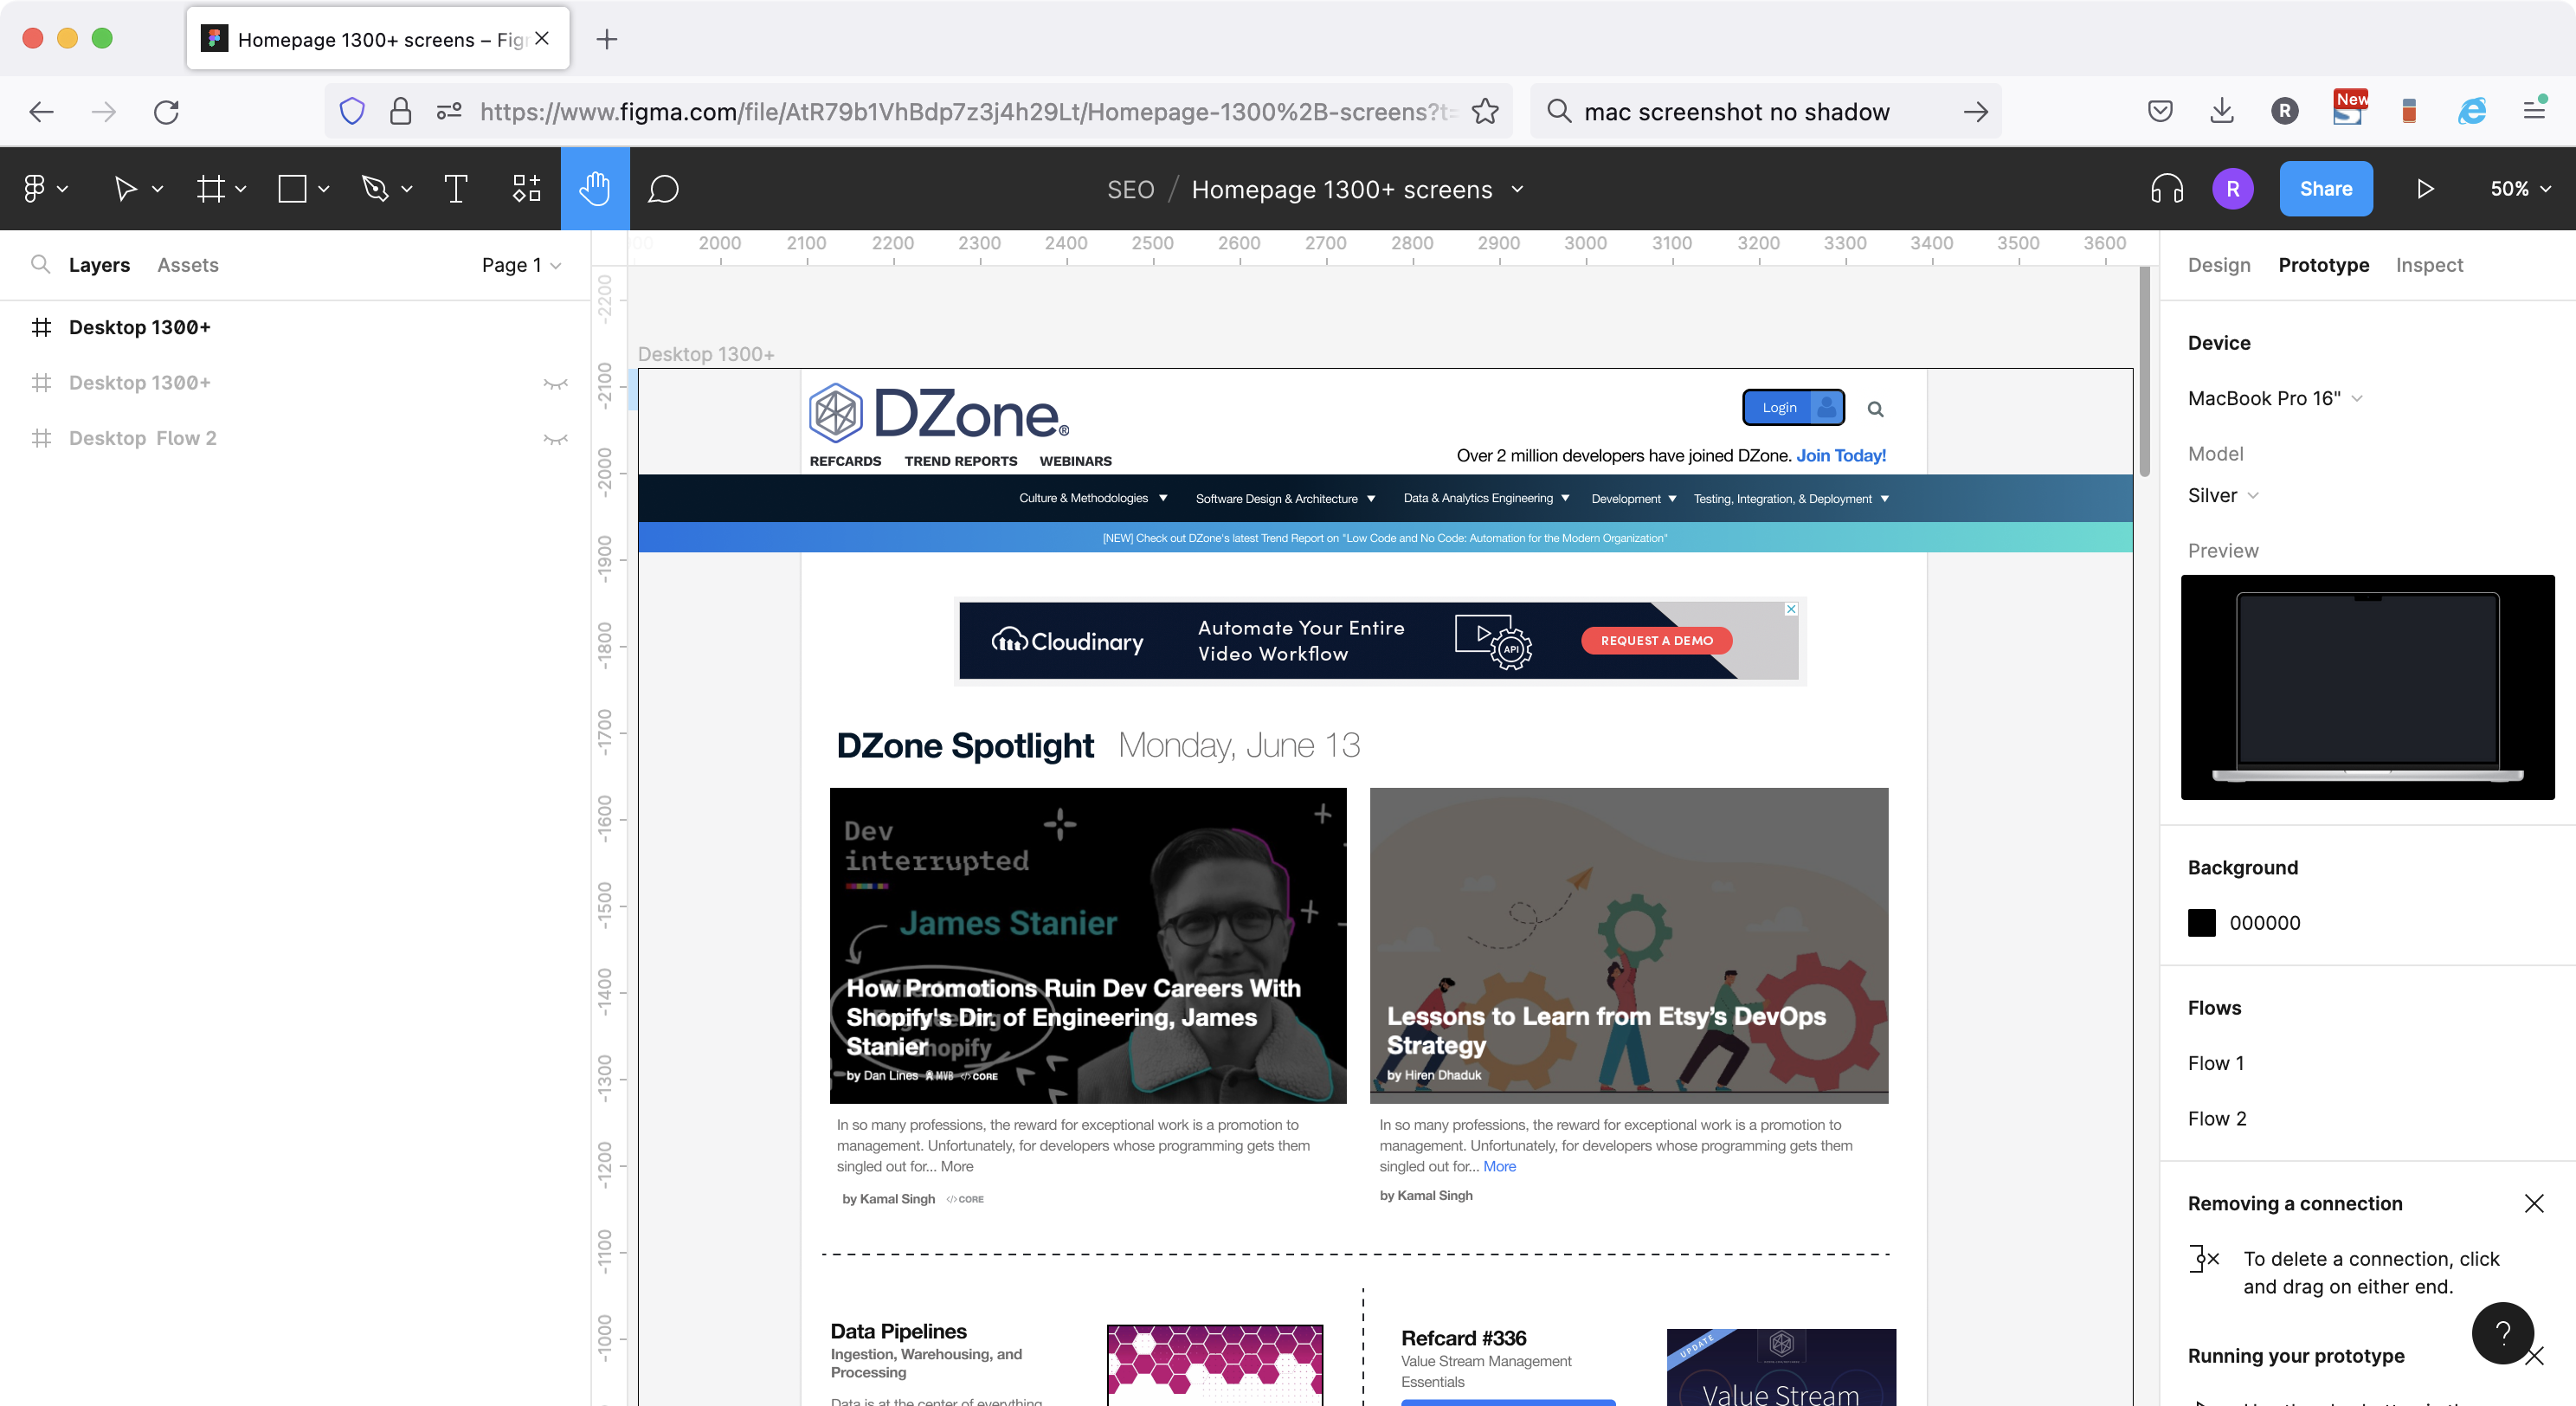 Homepage 1300+ screens – Fig
https://www.figma.com/file/AtR79b1VhBdp7z3j4h29Lt/Homepage-1300%2B-screens?t=
mac screenshot no shadow
R
New
SEO / Homepage 1300+ screens
R
Share
50%
Layers
Assets
Page 1
Desktop 1300+
Desktop 1300+
Desktop Flow 2
2000 2100 2200 2300 2400 2500 2600 2700 2800 2900 3000 3100 3200 3300 3400 3500 3600
-2200
-2100
-2000
-1900
-1800
-1700
-1600
-1500
-1400
-1300
-1200
-1100
-1000
Desktop 1300+
DZone®
Login
REFCARDS TREND REPORTS WEBINARS
Over 2 million developers have joined DZone. Join Today!
Culture & Methodologies Software Design & Architecture Data & Analytics Engineering Development Testing, Integration, & Deployment
[NEW] Check out DZone's latest Trend Report on "Low Code and No Code: Automation for the Modern Organization"
Cloudinary
Automate Your Entire
Video Workflow
API
REQUEST A DEMO
DZone Spotlight Monday, June 13
Dev
interrupted
James Stanier
How Promotions Ruin Dev Careers With
Shopify's Dir. of Engineering, James
Stanier
Shopify
by Dan Lines MVB </> CORE
Lessons to Learn from Etsy’s DevOps
Strategy
by Hiren Dhaduk
In so many professions, the reward for exceptional work is a promotion to
management. Unfortunately, for developers whose programming gets them
singled out for... More
by Kamal Singh </> CORE
In so many professions, the reward for exceptional work is a promotion to
management. Unfortunately, for developers whose programming gets them
singled out for... More
by Kamal Singh
Data Pipelines
Ingestion, Warehousing, and
Processing
Data is at the center of everything
Refcard #336
Value Stream Management
Essentials
UPDATE
Value Stream
Design
Prototype
Inspect
Device
MacBook Pro 16"
Model
Silver
Preview
Background
000000
Flows
Flow 1
Flow 2
Removing a connection
To delete a connection, click
and drag on either end.
?
Running your prototype